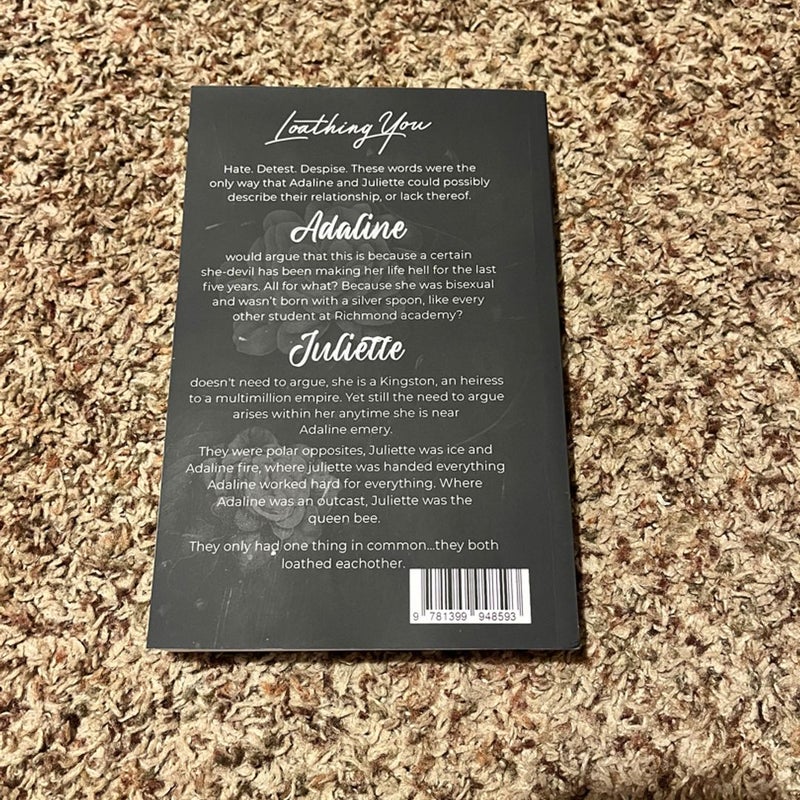 Loathing You
Hate. Detest. Despise. These words were the
only way that Adaline and Juliette could possibly
describe their relationship, or lack thereof.
Adaline
would argue that this is because a certain
she-devil has been making her life hell for the last
five years. All for what? Because she was bisexual
and wasn't born with a silver spoon, like every
other student at Richmond academy?
Juliette
doesn't need to argue, she is a Kingston, an heiress
to a multimillion empire. Yet still the need to argue
arises within her anytime she is near
Adaline emery.
They were polar opposites, Juliette was ice and
Adaline fire, where juliette was handed everything
Adaline worked hard for everything. Where
Adaline was an outcast, Juliette was the
queen bee.
They only had one thing in common...they both
loathed eachother.
9 781399 948593